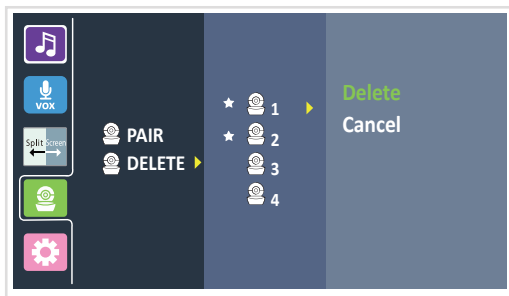 VOX
Split Screen
PAIR
DELETE
1
2
3
4
Delete
Cancel